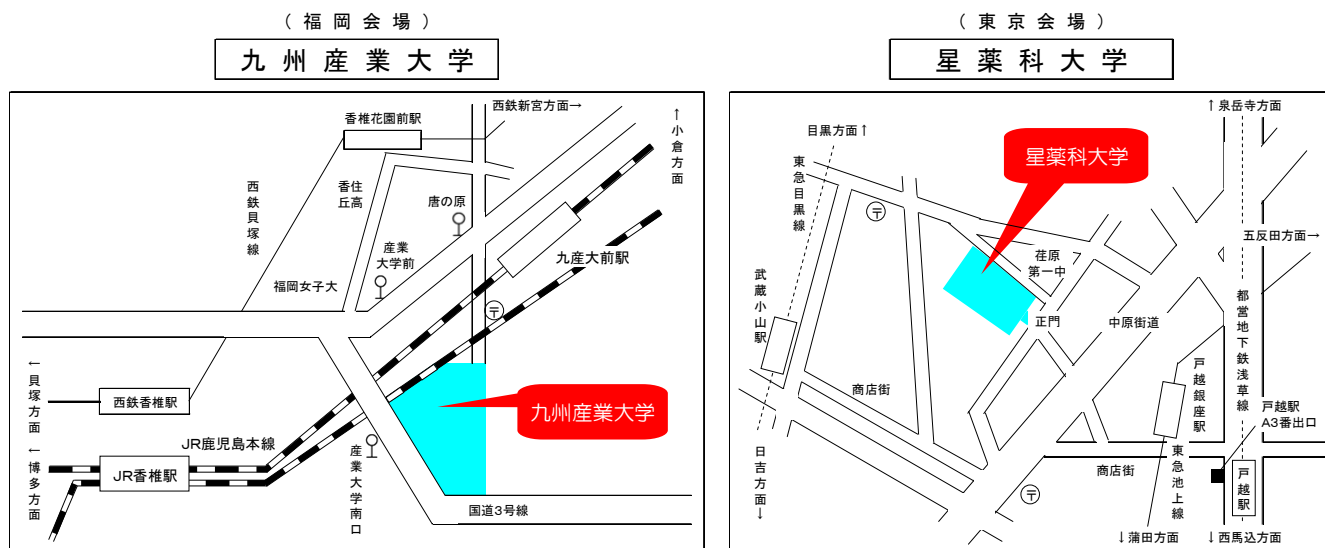 (福岡会場)
九州産業大学
西鉄新宮方面→
香椎花園前駅
↑小倉方面
西鉄貝塚線
香住丘高
唐の原
産業大学前
九産大前駅
福岡女子大
〒
←貝塚方面
西鉄香椎駅
九州産業大学
JR鹿児島本線
←博多方面
JR香椎駅
産業大学南口
国道3号線
(東京会場)
星薬科大学
↑泉岳寺方面
目黒方面↑
星薬科大学
東急目黒線
〒
五反田方面→
荏原
第一中
武蔵小山駅
正門
中原街道
都営地下鉄浅草線
商店街
戸越銀座駅
戸越駅
A3番出口
日吉方面↓
商店街
東急池上線
戸越駅
〒
↓蒲田方面
↓西馬込方面